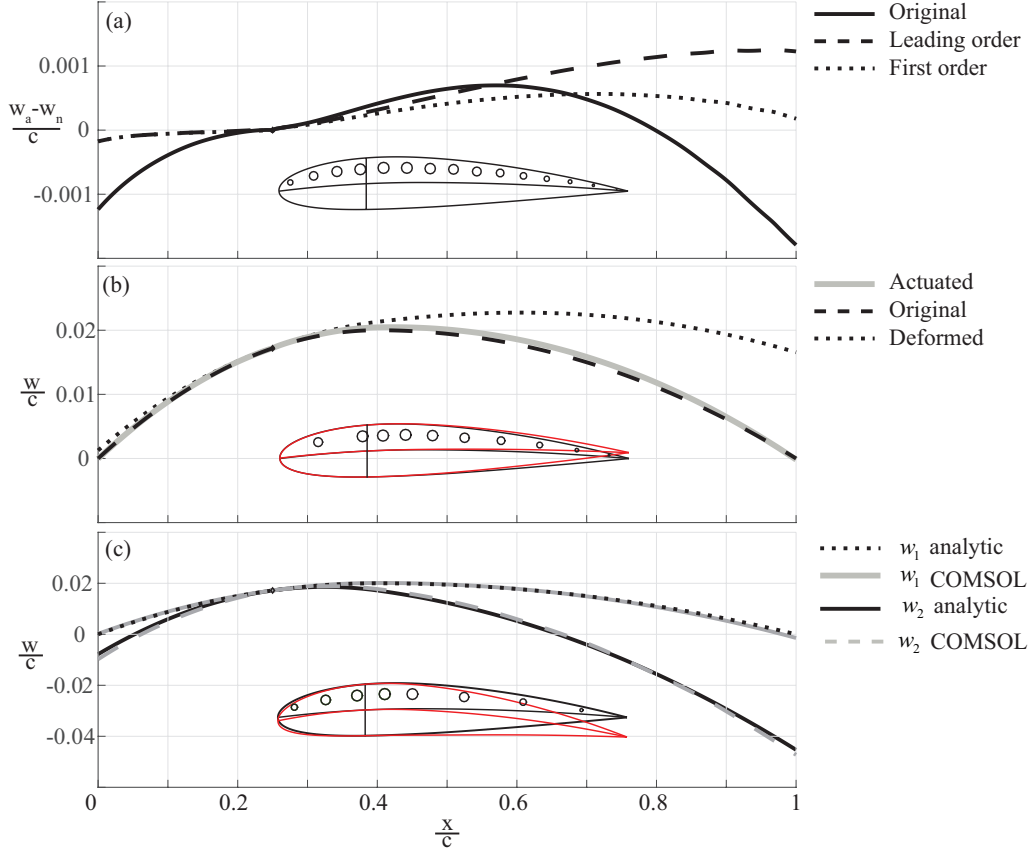 (a)
Original
Leading order
First order
0.001
0
-0.001
w_a-w_n
c
(b)
Actuated
Original
Deformed
0.02
0.01
0
w
c
(c)
w_1 analytic
w_1 COMSOL
w_2 analytic
w_2 COMSOL
0.02
0
-0.02
-0.04
w
c
0 0.2 0.4 0.6 0.8 1
x
c